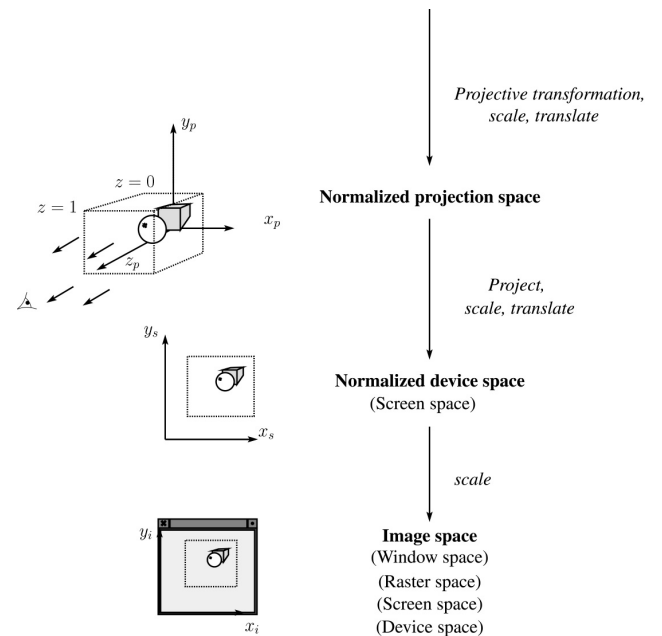 Projective transformation,
scale, translate
y_p
z = 0
z = 1
Normalized projection space
x_p
z_p
Project,
scale, translate
y_s
Normalized device space
(Screen space)
x_s
scale
y_i
Image space
(Window space)
(Raster space)
(Screen space)
x_i
(Device space)